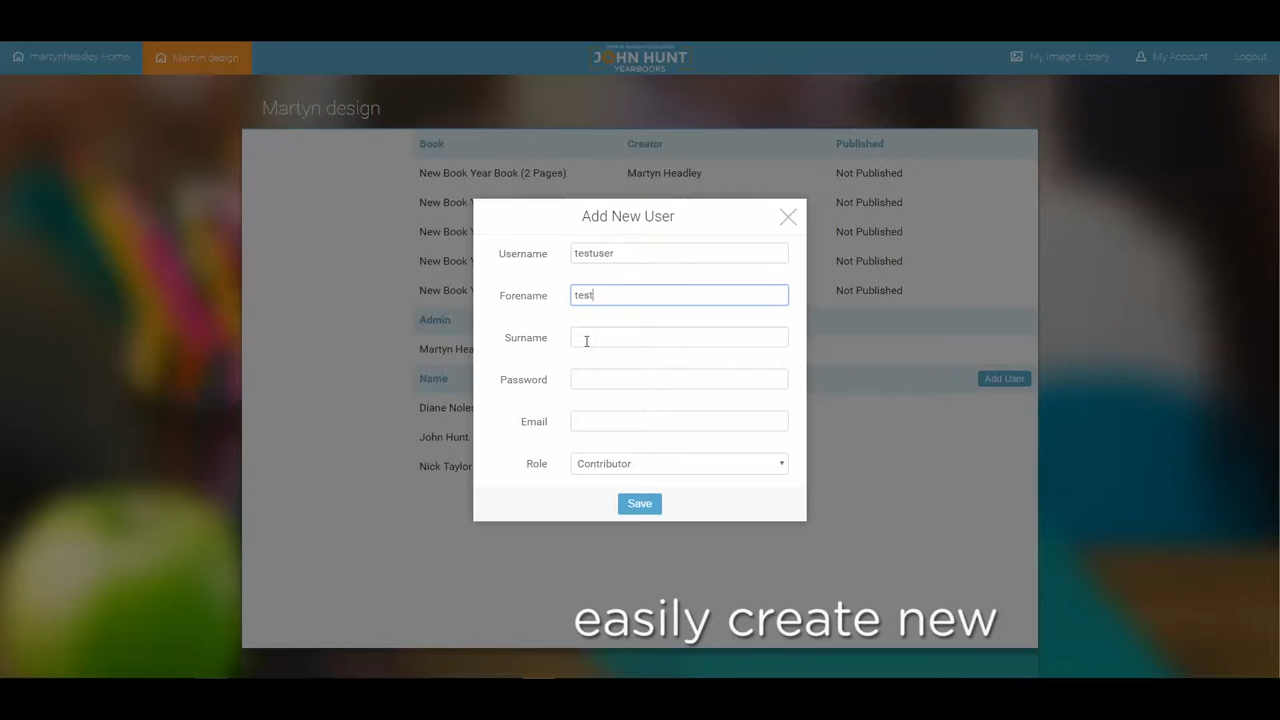 martynheadley Home
Martyn design
JOHN HUNT
YEARBOOKS
My Image Library
My Account
Logout
Martyn design
Book Creator Published
New Book Year Book (2 Pages) Martyn Headley Not Published
New Book Y Not Published
New Book Y Not Published
New Book Y Not Published
New Book Y Not Published
Admin
Martyn Hea
Name Add User
Diane Noles
John Hunt
Nick Taylor
Add New User
Username testuser
Forename test
Surname
Password
Email
Role Contributor
Save
easily create new